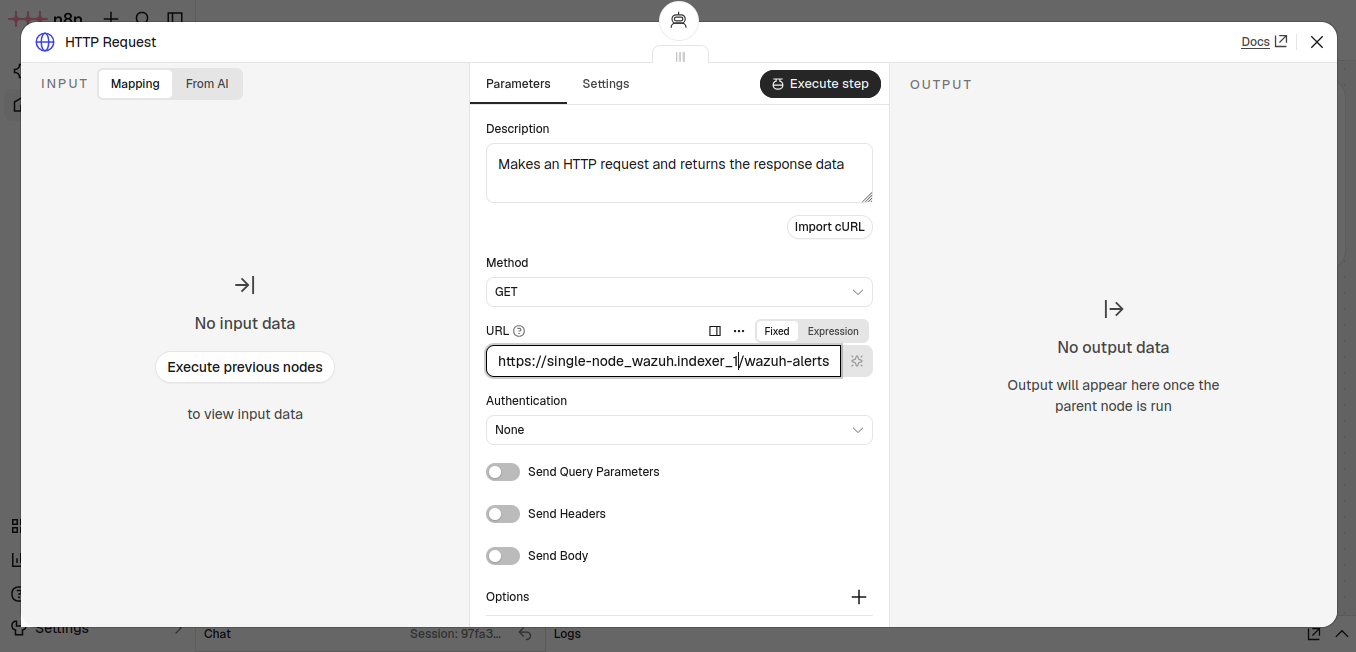 n8n
HTTP Request
Docs
INPUT
Mapping
From AI
No input data
Execute previous nodes
to view input data
Parameters
Settings
Execute step
Description
Makes an HTTP request and returns the response data
Import cURL
Method
GET
URL
Fixed
Expression
https://single-node_wazuh.indexer_1/wazuh-alerts
Authentication
None
Send Query Parameters
Send Headers
Send Body
Options
OUTPUT
No output data
Output will appear here once the
parent node is run
Settings
Chat
Session: 97fa3...
Logs